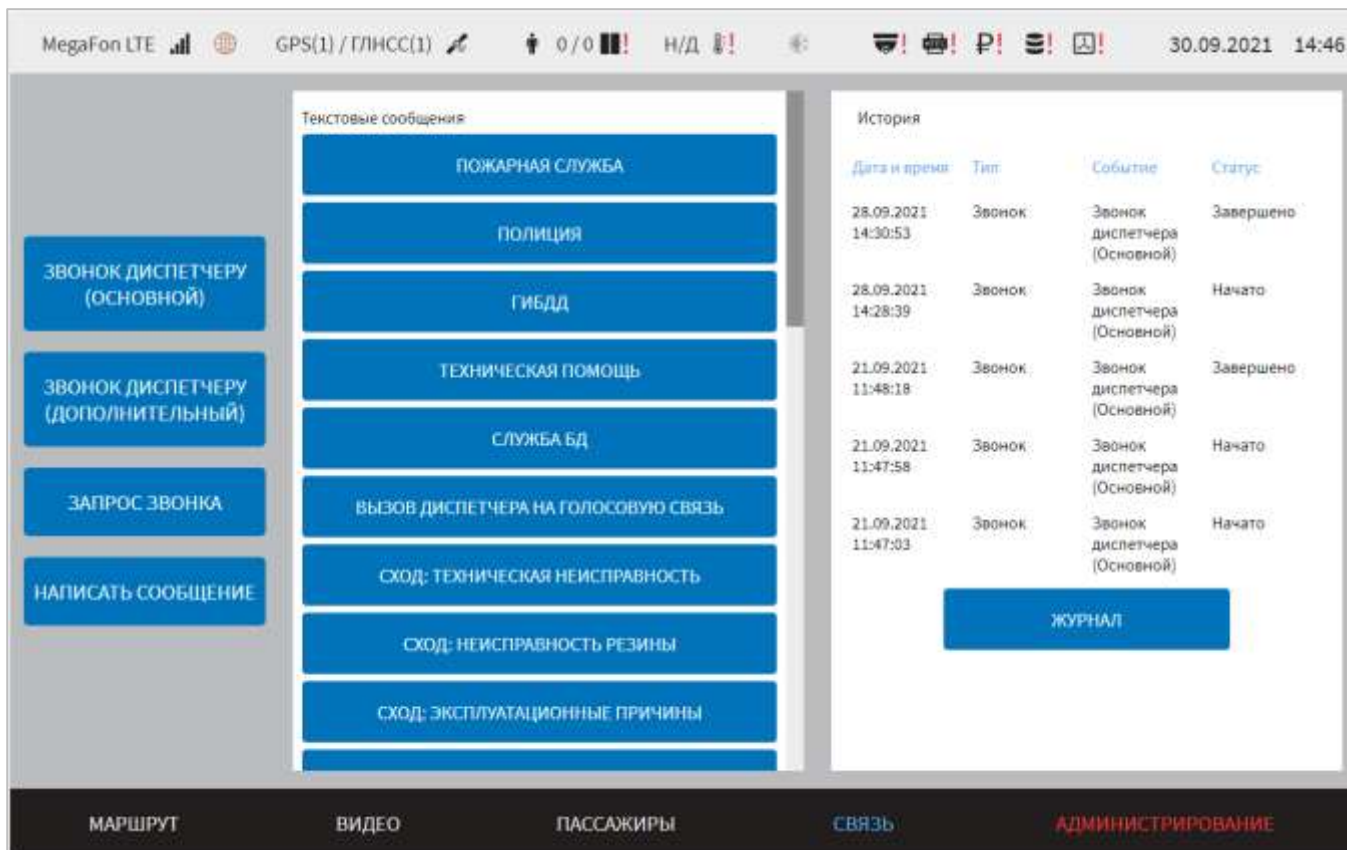 MegaFon LTE GPS(1) / ГЛНСС(1) 0/0 ! Н/Д ! ! ! ₽! ! ! 30.09.2021 14:46
ЗВОНОК ДИСПЕТЧЕРУ
(ОСНОВНОЙ)
ЗВОНОК ДИСПЕТЧЕРУ
(ДОПОЛНИТЕЛЬНЫЙ)
ЗАПРОС ЗВОНКА
НАПИСАТЬ СООБЩЕНИЕ
Текстовые сообщения
ПОЖАРНАЯ СЛУЖБА
ПОЛИЦИЯ
ГИБДД
ТЕХНИЧЕСКАЯ ПОМОЩЬ
СЛУЖБА БД
ВЫЗОВ ДИСПЕТЧЕРА НА ГОЛОСОВУЮ СВЯЗЬ
СХОД: ТЕХНИЧЕСКАЯ НЕИСПРАВНОСТЬ
СХОД: НЕИСПРАВНОСТЬ РЕЗИНЫ
СХОД: ЭКСПЛУАТАЦИОННЫЕ ПРИЧИНЫ
История
Дата и время Тип Событие Статус
28.09.2021 Звонок Звонок Завершено
14:30:53 диспетчера
(Основной)
28.09.2021 Звонок Звонок Начато
14:28:39 диспетчера
(Основной)
21.09.2021 Звонок Звонок Завершено
11:48:18 диспетчера
(Основной)
21.09.2021 Звонок Звонок Начато
11:47:58 диспетчера
(Основной)
21.09.2021 Звонок Звонок Начато
11:47:03 диспетчера
(Основной)
ЖУРНАЛ
МАРШРУТ ВИДЕО ПАССАЖИРЫ СВЯЗЬ АДМИНИСТРИРОВАНИЕ